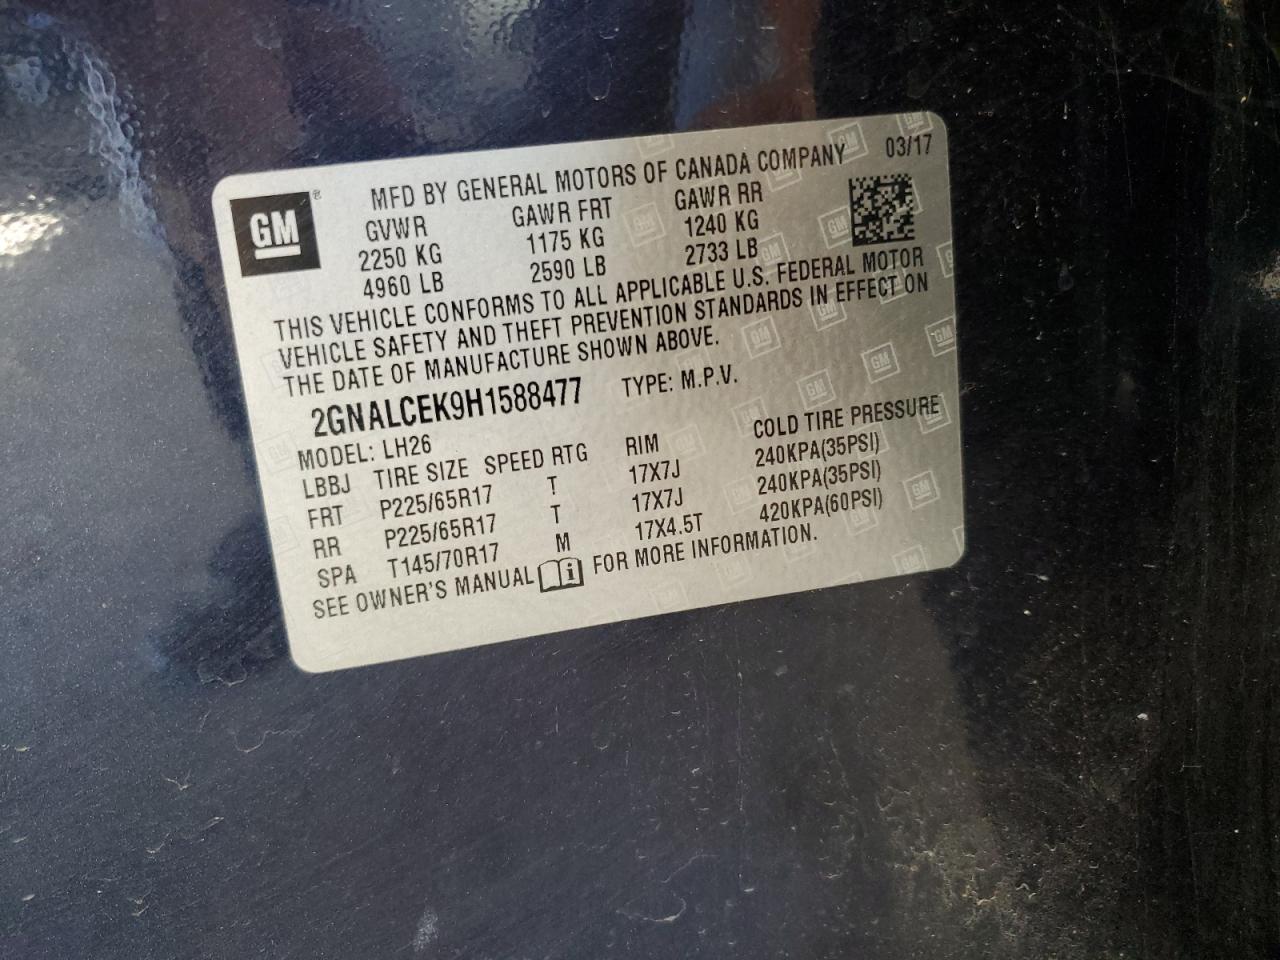 GM ®
MFD BY GENERAL MOTORS OF CANADA COMPANY 03/17
GVWR GAWR FRT GAWR RR
2250 KG 1175 KG 1240 KG
4960 LB 2590 LB 2733 LB
THIS VEHICLE CONFORMS TO ALL APPLICABLE U.S. FEDERAL MOTOR
VEHICLE SAFETY AND THEFT PREVENTION STANDARDS IN EFFECT ON
THE DATE OF MANUFACTURE SHOWN ABOVE.
2GNALCEK9H1588477 TYPE: M.P.V.
MODEL: LH26
LBBJ TIRE SIZE SPEED RTG RIM COLD TIRE PRESSURE
FRT P225/65R17 T 17X7J 240KPA(35PSI)
RR P225/65R17 T 17X7J 240KPA(35PSI)
SPA T145/70R17 M 17X4.5T 420KPA(60PSI)
SEE OWNER'S MANUAL i FOR MORE INFORMATION.